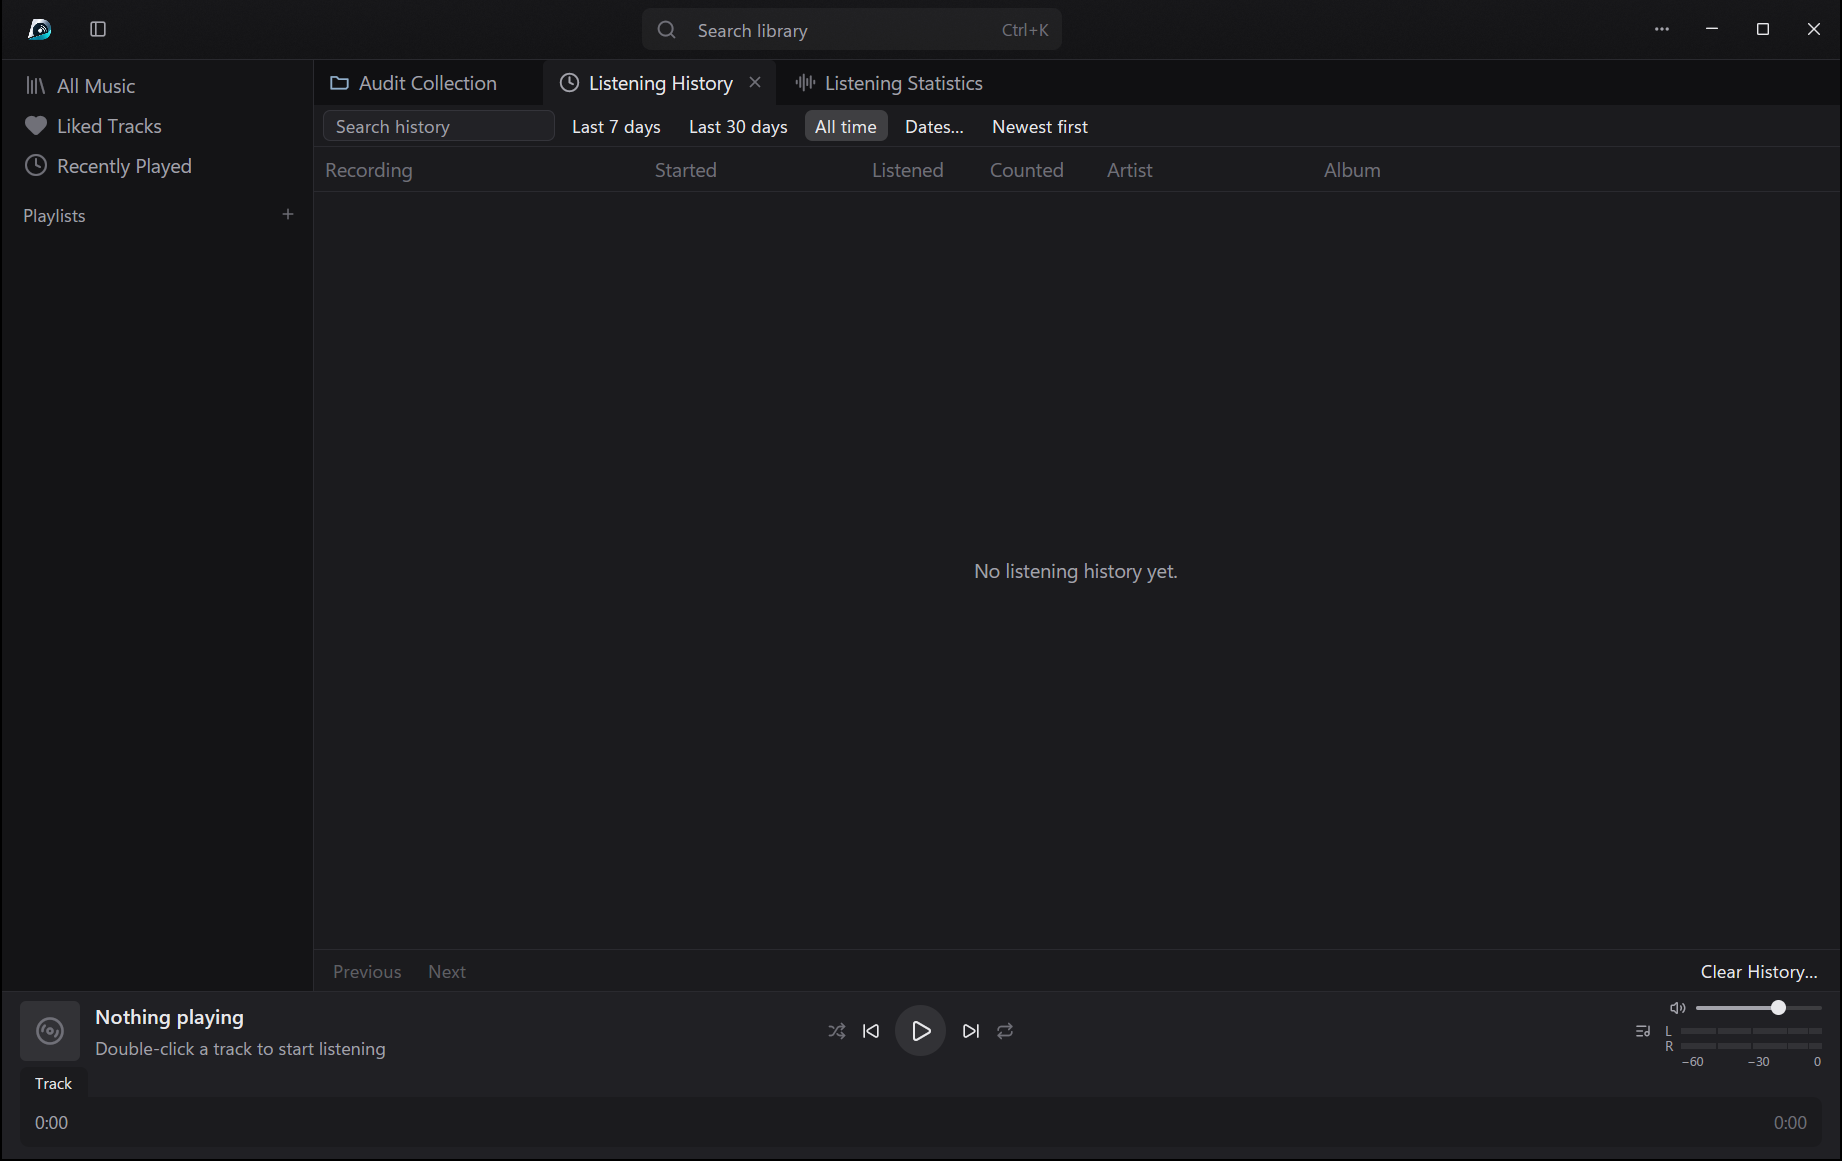 Search library Ctrl+K
All Music
Liked Tracks
Recently Played
Playlists +
Audit Collection Listening History Listening Statistics
Search history Last 7 days Last 30 days All time Dates... Newest first
Recording Started Listened Counted Artist Album
No listening history yet.
Previous Next Clear History...
Nothing playing
Double-click a track to start listening
L
R
−60 −30 0
Track
0:00 0:00